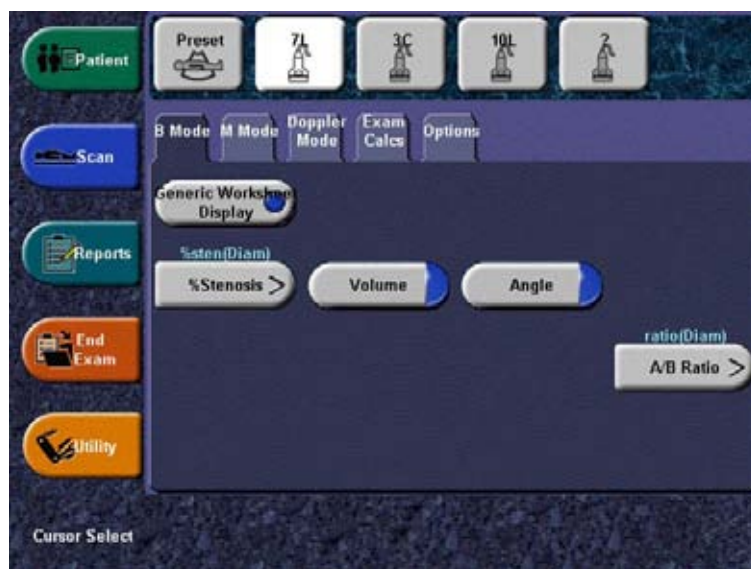 Patient
Preset
7L
3C
10L
?
B Mode
M Mode
Doppler
Mode
Exam
Calcs
Options
Scan
Generic Worksheet
Display
Reports
%sten(Diam)
%Stenosis >
Volume
Angle
End
Exam
ratio(Diam)
A/B Ratio >
Utility
Cursor Select